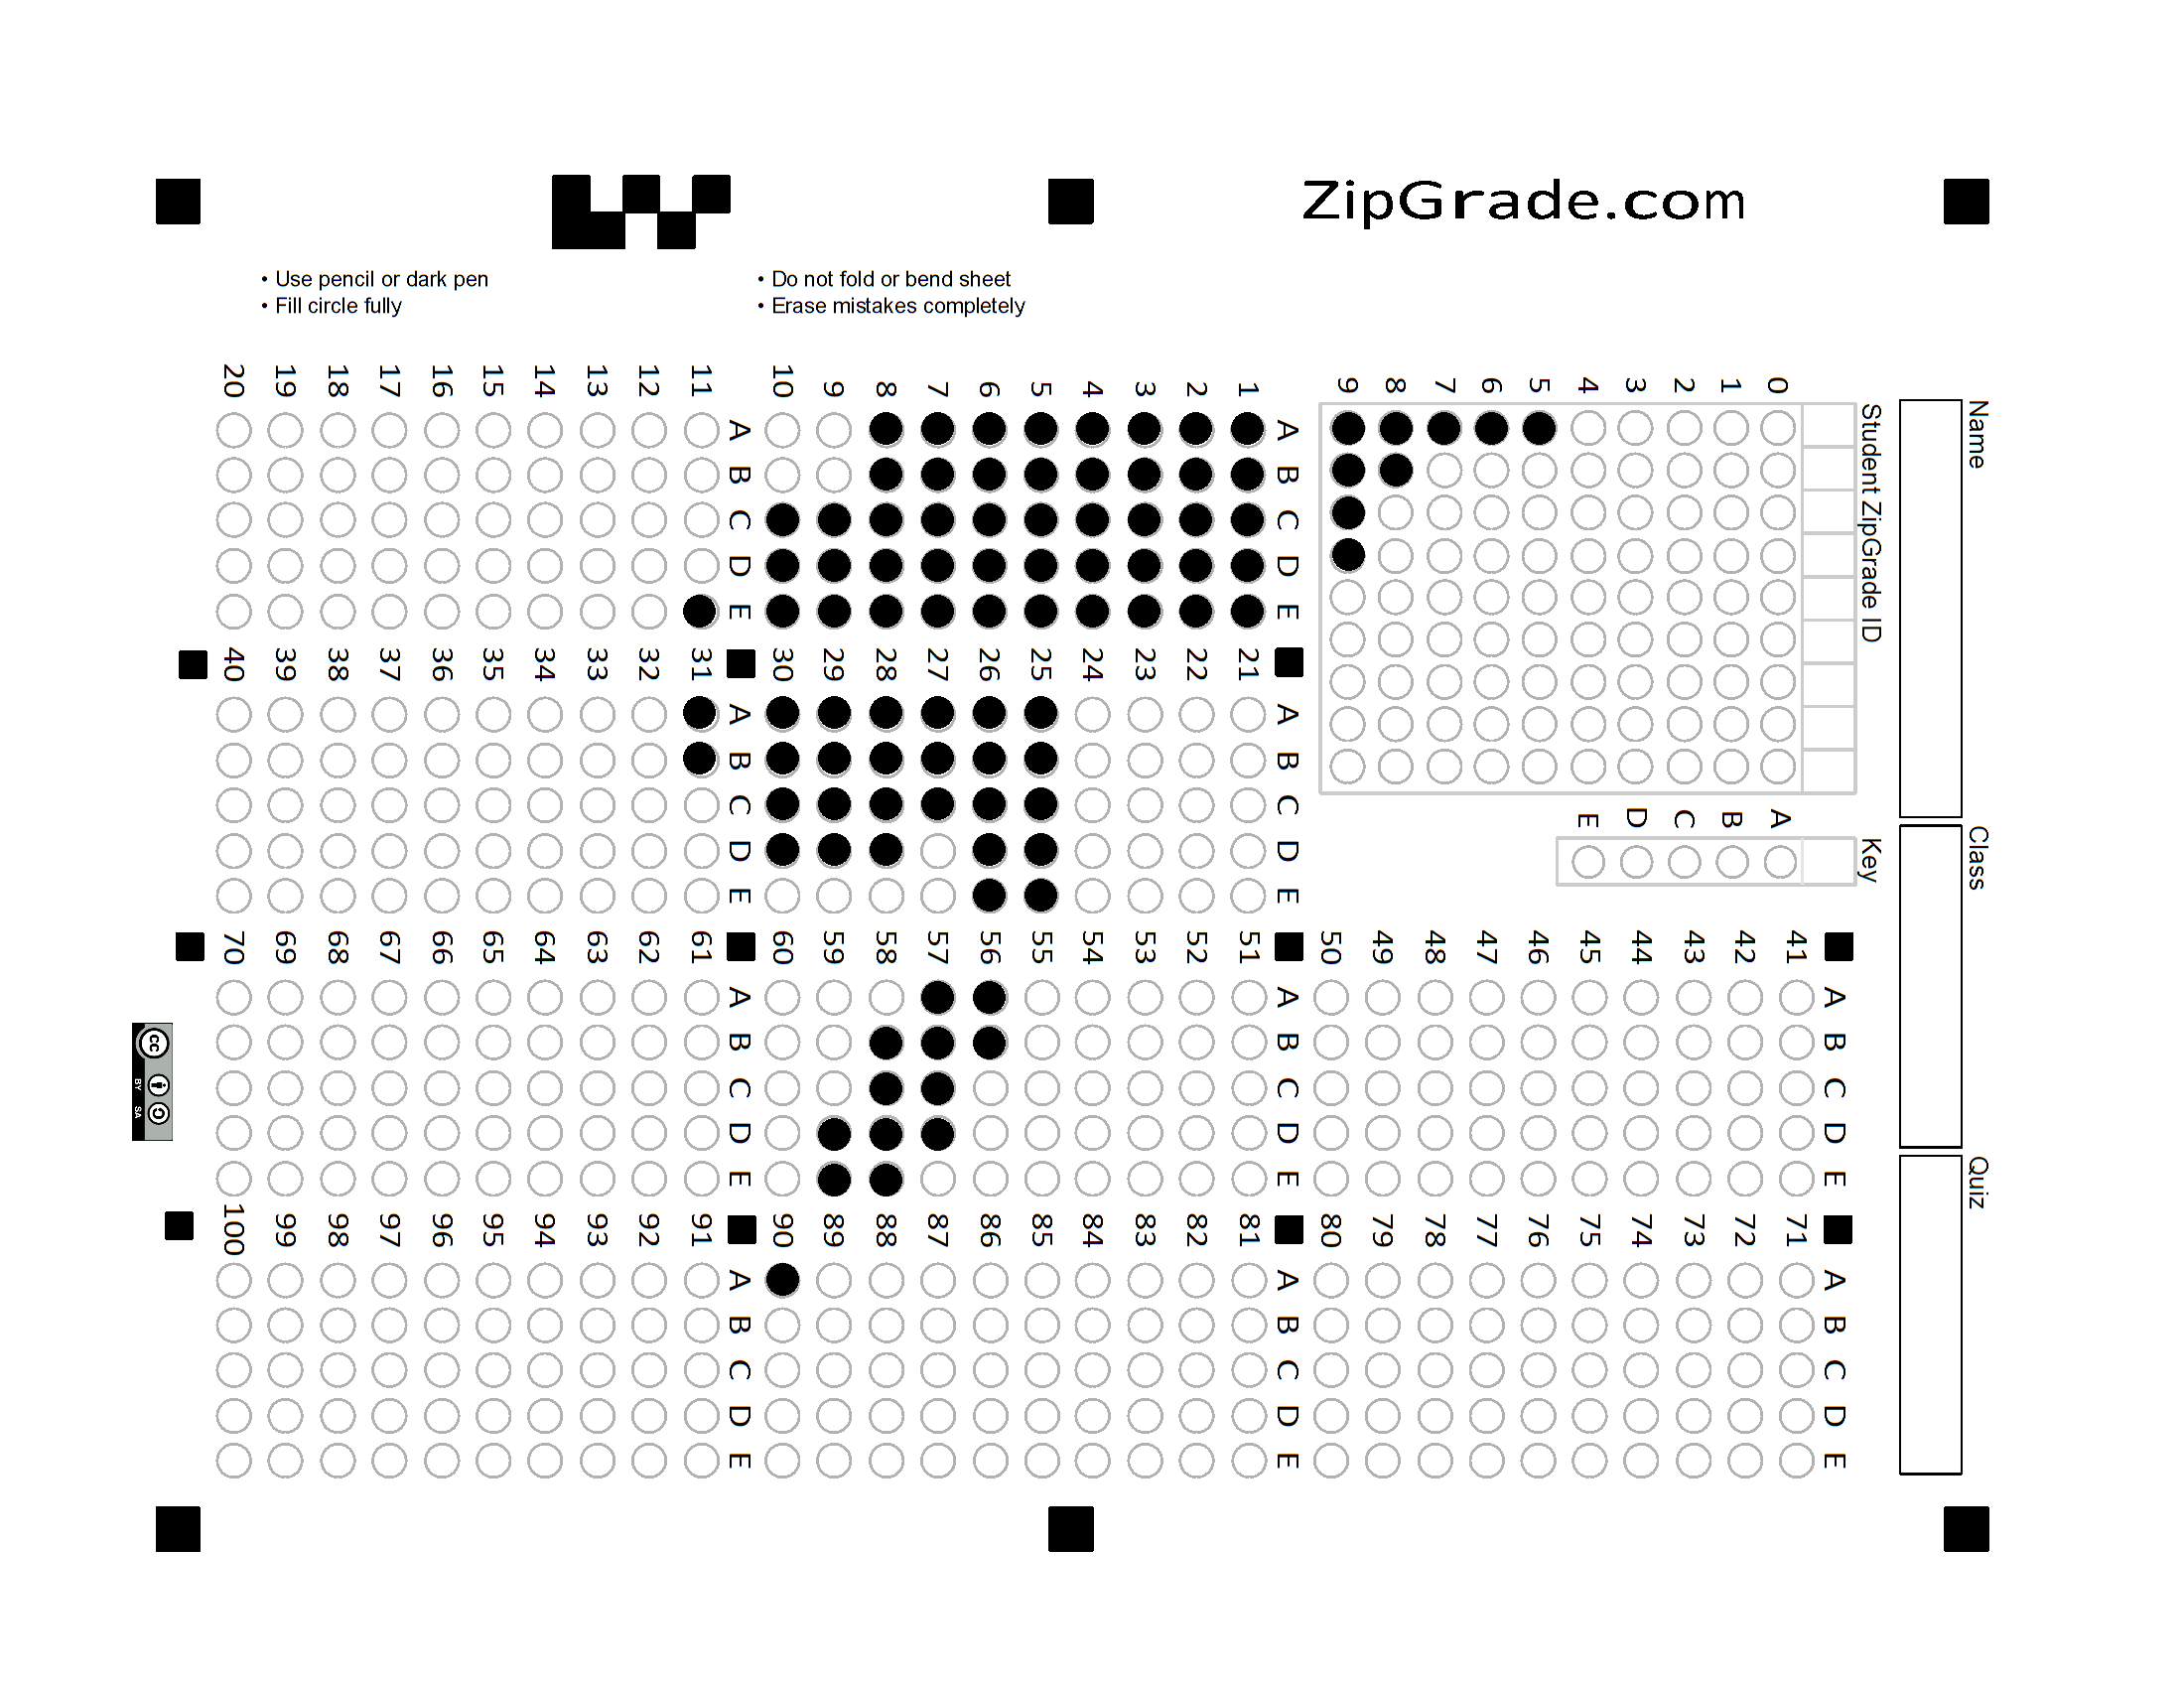 ZipGrade.com
• Use pencil or dark pen
• Fill circle fully
• Do not fold or bend sheet
• Erase mistakes completely
Name
Class
Quiz
Student ZipGrade ID
0 1 2 3 4 5 6 7 8 9
Key
A B C D E
1 2 3 4 5 6 7 8 9 10
A B C D E
11 12 13 14 15 16 17 18 19 20
A B C D E
21 22 23 24 25 26 27 28 29 30
A B C D E
31 32 33 34 35 36 37 38 39 40
A B C D E
41 42 43 44 45 46 47 48 49 50
A B C D E
51 52 53 54 55 56 57 58 59 60
A B C D E
61 62 63 64 65 66 67 68 69 70
A B C D E
71 72 73 74 75 76 77 78 79 80
A B C D E
81 82 83 84 85 86 87 88 89 90
A B C D E
91 92 93 94 95 96 97 98 99 100
A B C D E
cc
BY SA